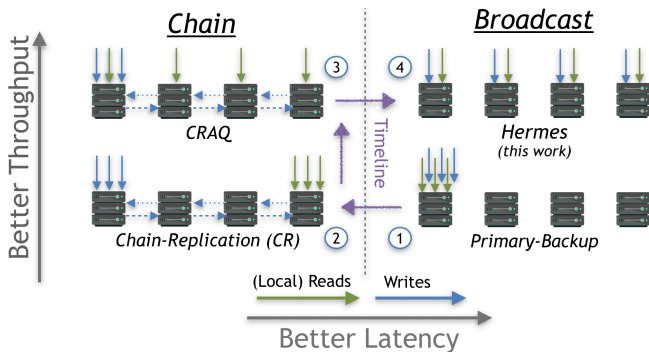 Chain
Broadcast
3
4
CRAQ
Hermes
(this work)
Timeline
Chain-Replication (CR)
2
1
Primary-Backup
Better Throughput
(Local) Reads
Writes
Better Latency